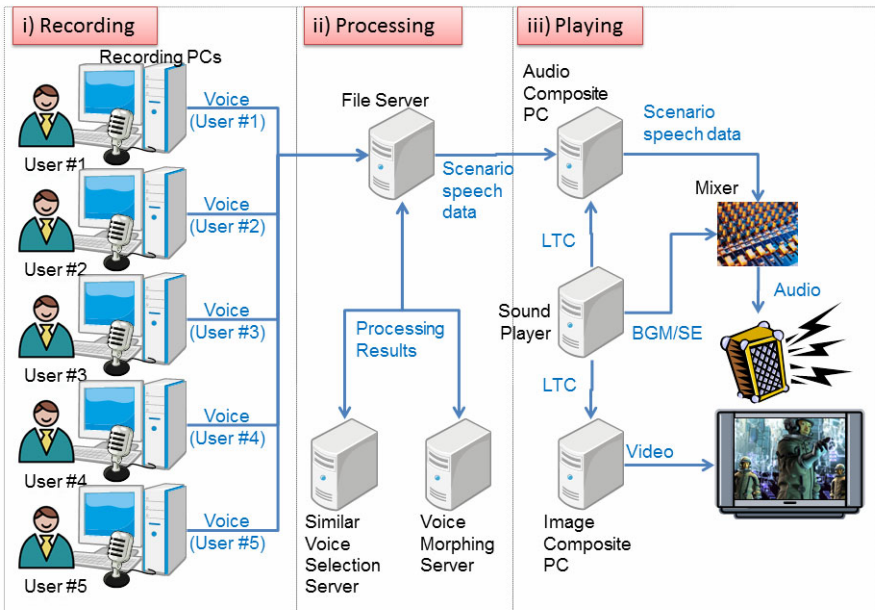 i) Recording
ii) Processing
iii) Playing
Recording PCs
User #1
Voice
(User #1)
User #2
Voice
(User #2)
User #3
Voice
(User #3)
User #4
Voice
(User #4)
User #5
Voice
(User #5)
File Server
Scenario
speech
data
Processing
Results
Similar
Voice
Selection
Server
Voice
Morphing
Server
Audio
Composite
PC
Scenario
speech data
Mixer
LTC
Sound
Player
BGM/SE
Audio
LTC
Video
Image
Composite
PC